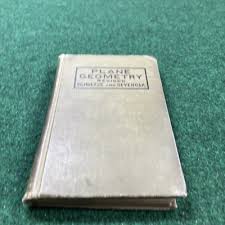 PLANE
GEOMETRY
REVISED
SCHULTZE AND SEVENOAK